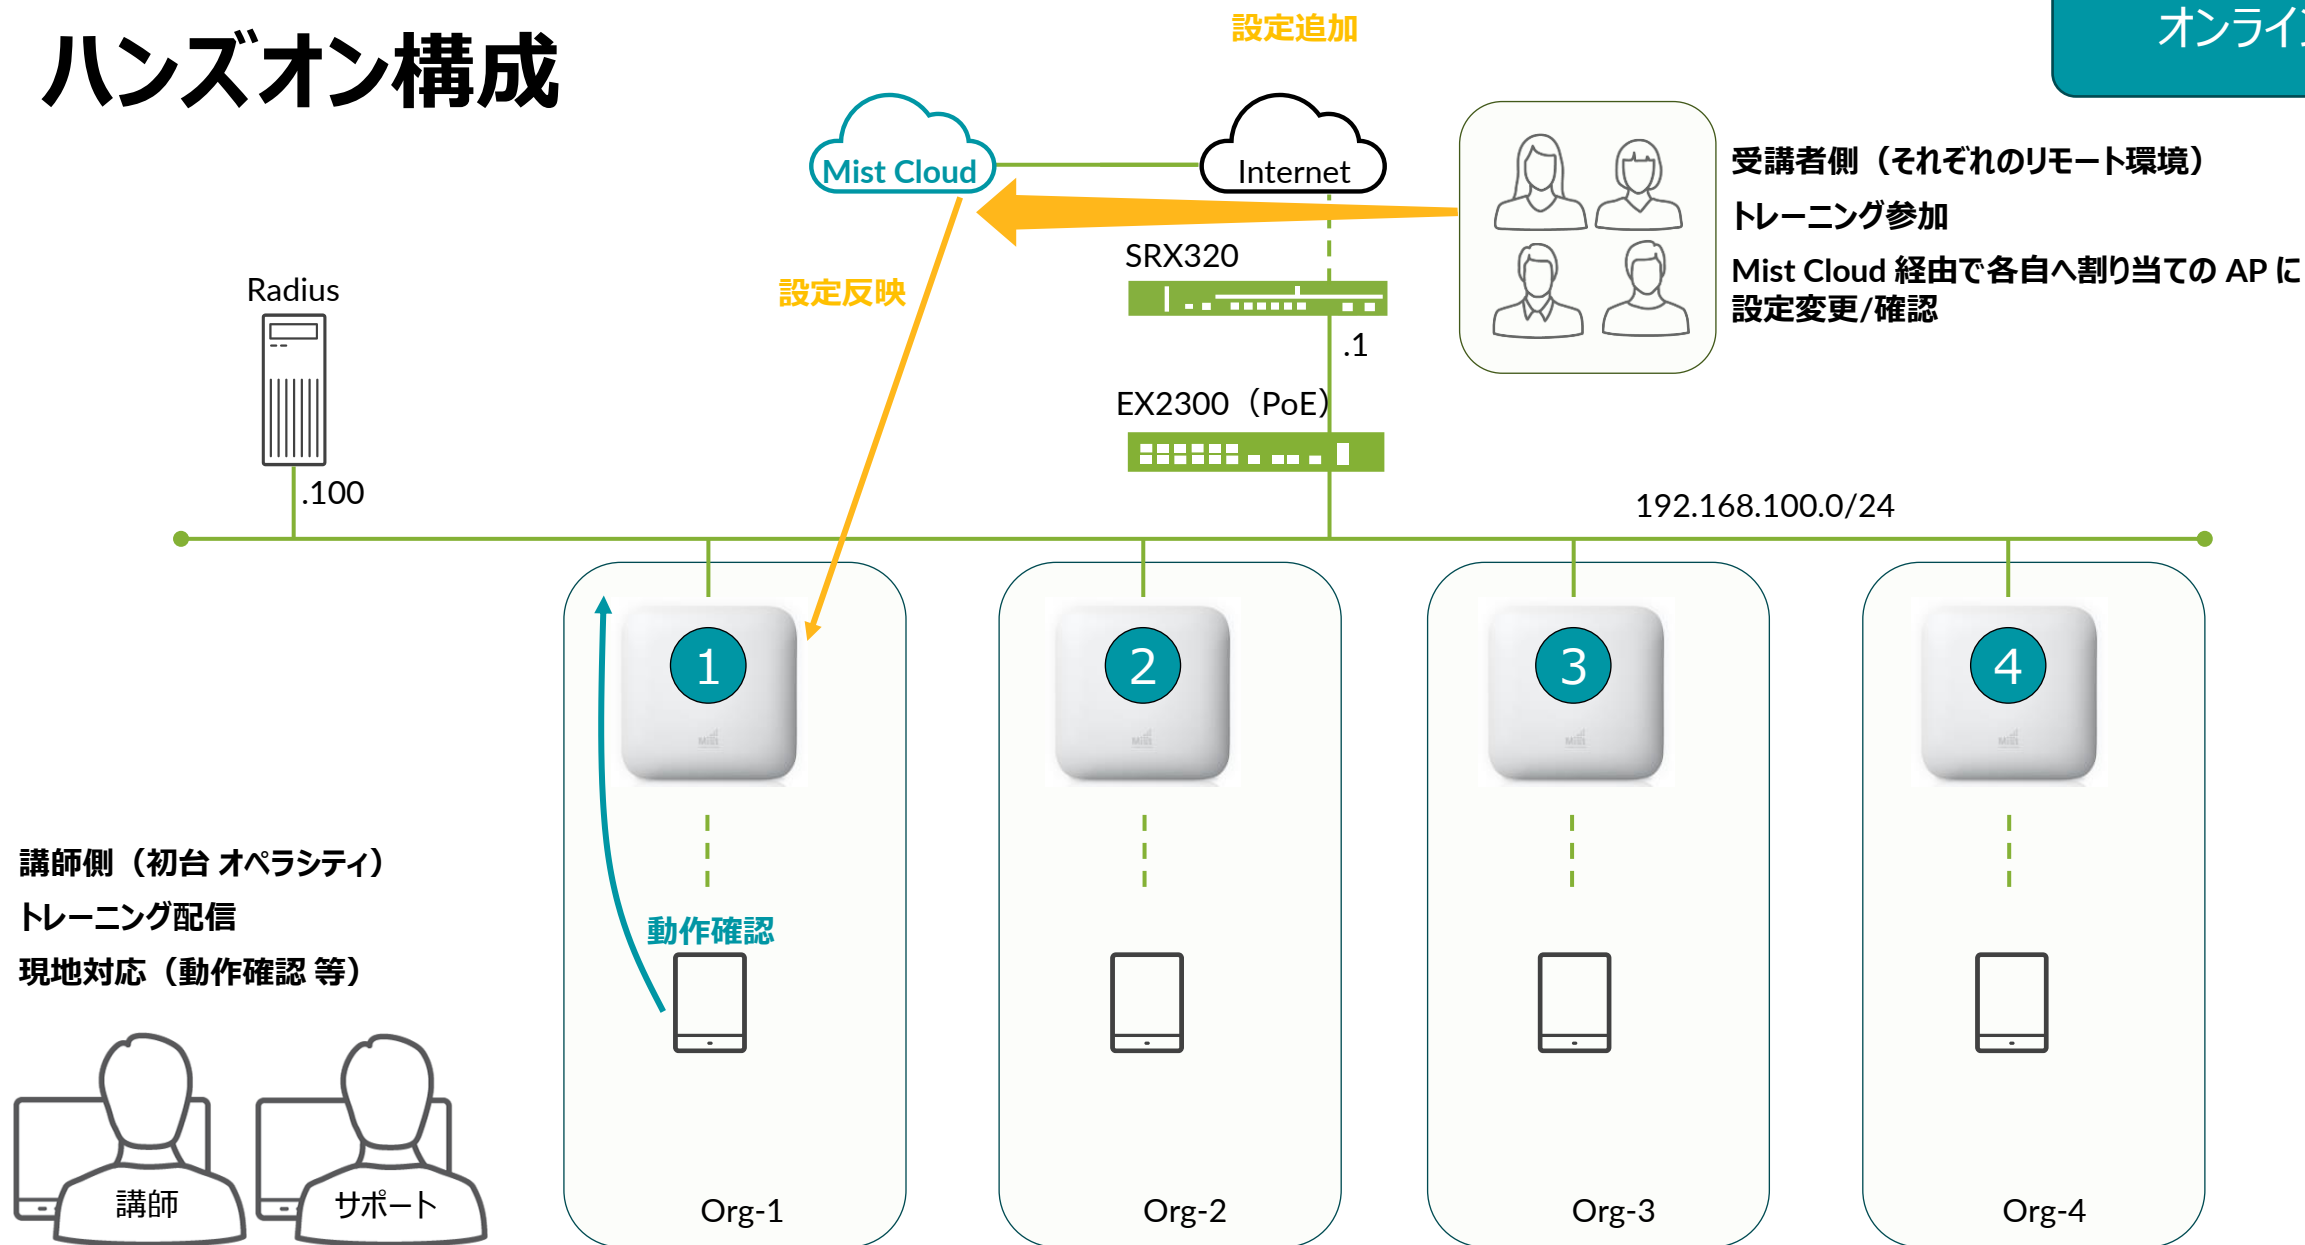 ハンズオン構成
設定追加
オンライン
Mist Cloud
Internet
受講者側（それぞれのリモート環境）
トレーニング参加
Mist Cloud 経由で各自へ割り当ての AP に
設定変更/確認
SRX320
設定反映
Radius
.1
EX2300（PoE）
.100
192.168.100.0/24
1
2
3
4
Mist
Mist
Mist
Mist
講師側（初台 オペラシティ）
トレーニング配信
現地対応（動作確認 等）
動作確認
講師
サポート
Org-1
Org-2
Org-3
Org-4